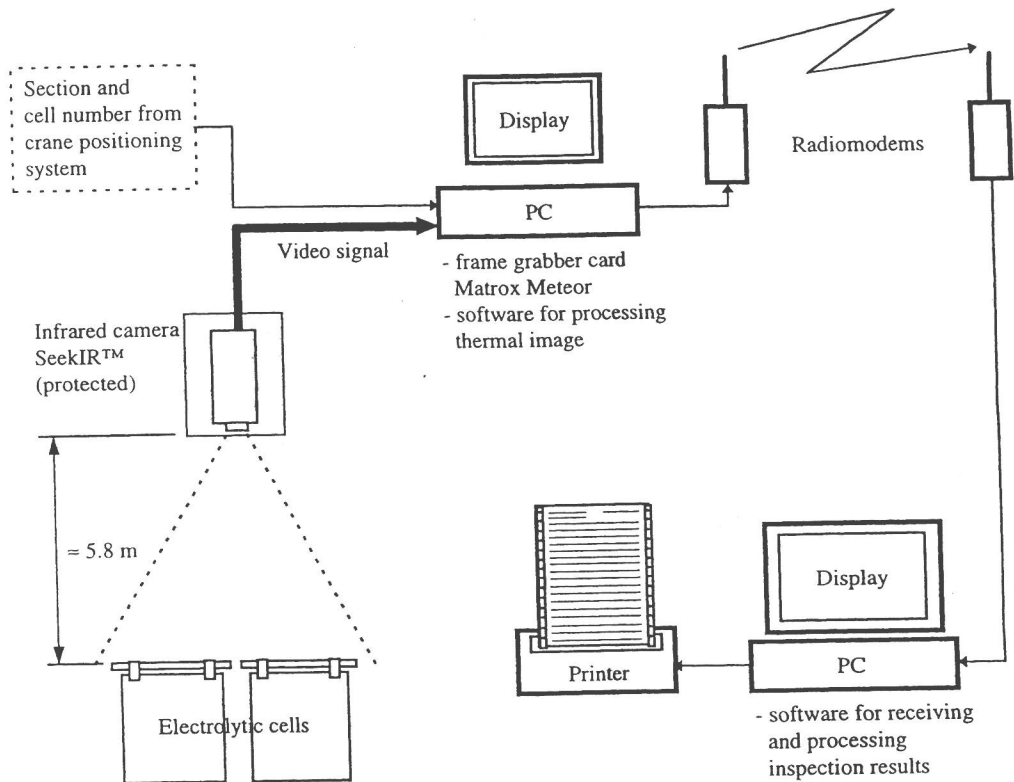 Section and
cell number from
crane positioning
system
Display
PC
Radiomodems
Video signal
- frame grabber card
Matrox Meteor
- software for processing
thermal image
Infrared camera
SeekIR™
(protected)
≈ 5.8 m
Electrolytic cells
Printer
Display
PC
- software for receiving
and processing
inspection results